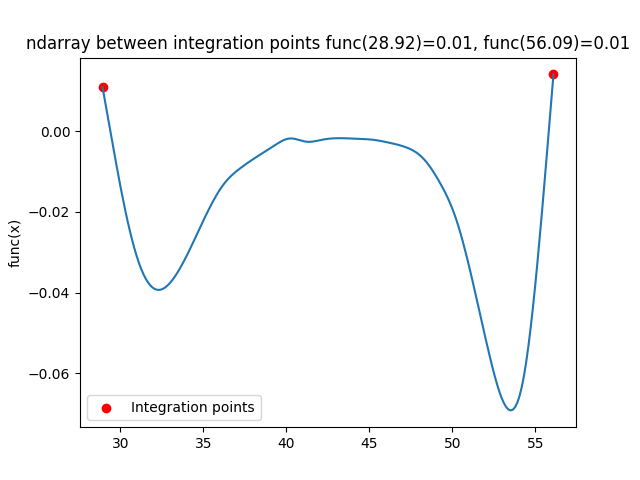 ndarray between integration points func(28.92)=0.01, func(56.09)=0.01
0.00
−0.02
−0.04
−0.06
func(x)
Integration points
30 35 40 45 50 55